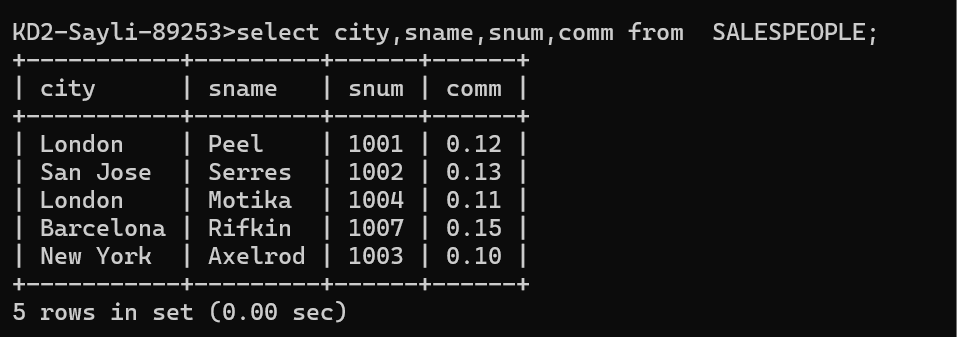 KD2-Sayli-89253>select city,sname,snum,comm from  SALESPEOPLE;
+-----------+---------+------+------+
| city      | sname   | snum | comm |
+-----------+---------+------+------+
| London    | Peel    | 1001 | 0.12 |
| San Jose  | Serres  | 1002 | 0.13 |
| London    | Motika  | 1004 | 0.11 |
| Barcelona | Rifkin  | 1007 | 0.15 |
| New York  | Axelrod | 1003 | 0.10 |
+-----------+---------+------+------+
5 rows in set (0.00 sec)